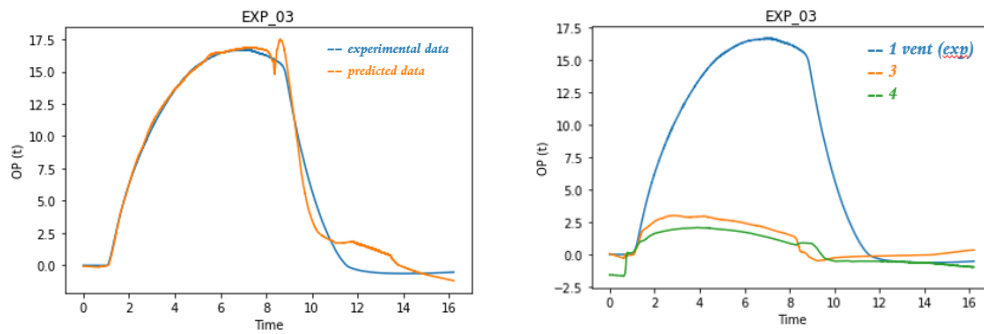 EXP_03
17.5
15.0
12.5
10.0
7.5
5.0
2.5
0.0
OP (t)
0 2 4 6 8 10 12 14 16
Time
experimental data
predicted data
EXP_03
17.5
15.0
12.5
10.0
7.5
5.0
2.5
0.0
−2.5
OP (t)
0 2 4 6 8 10 12 14 16
Time
1 vent (exp)
3
4